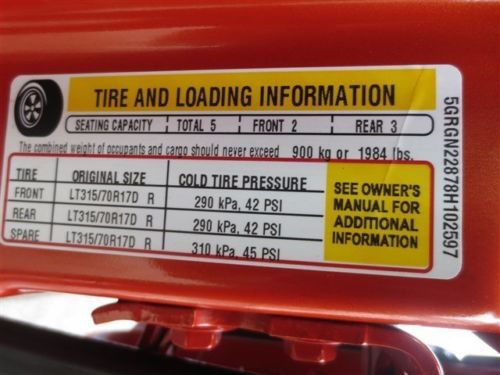 TIRE AND LOADING INFORMATION
SEATING CAPACITY TOTAL 5 FRONT 2 REAR 3
The combined weight of occupants and cargo should never exceed 900 kg or 1984 lbs.
TIRE ORIGINAL SIZE COLD TIRE PRESSURE
FRONT LT315/70R17D R 290 kPa, 42 PSI
REAR LT315/70R17D R 290 kPa, 42 PSI
SPARE LT315/70R17D R 310 kPa, 45 PSI
SEE OWNER'S
MANUAL FOR
ADDITIONAL
INFORMATION
5GRGN22878H102597